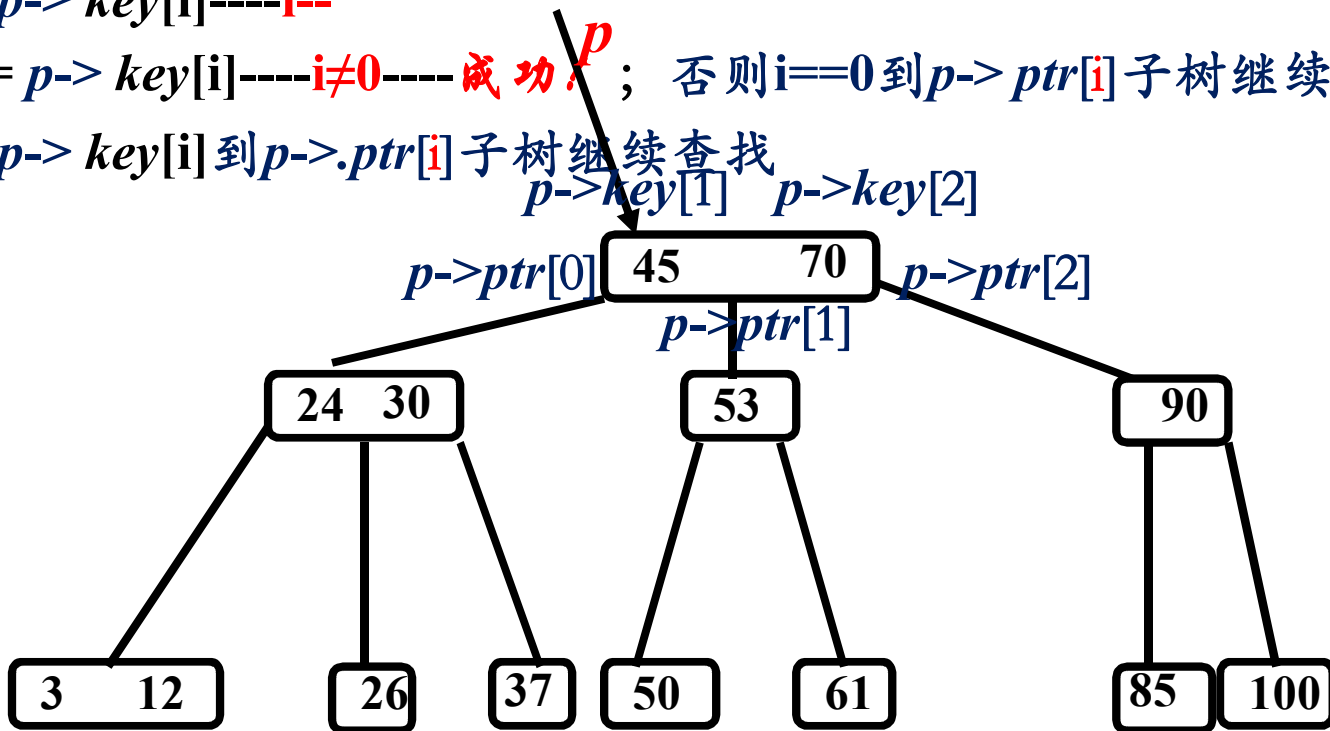 p-> key[i]----i--
= p-> key[i]----i≠0----成功! ; 否则i==0到p-> ptr[i]子树继续
p
p-> key[i]到p->.ptr[i]子树继续查找
p->key[1] p->key[2]
p->ptr[0] 45 70 p->ptr[2]
p->ptr[1]
24 30 53 90
3 12 26 37 50 61 85 100